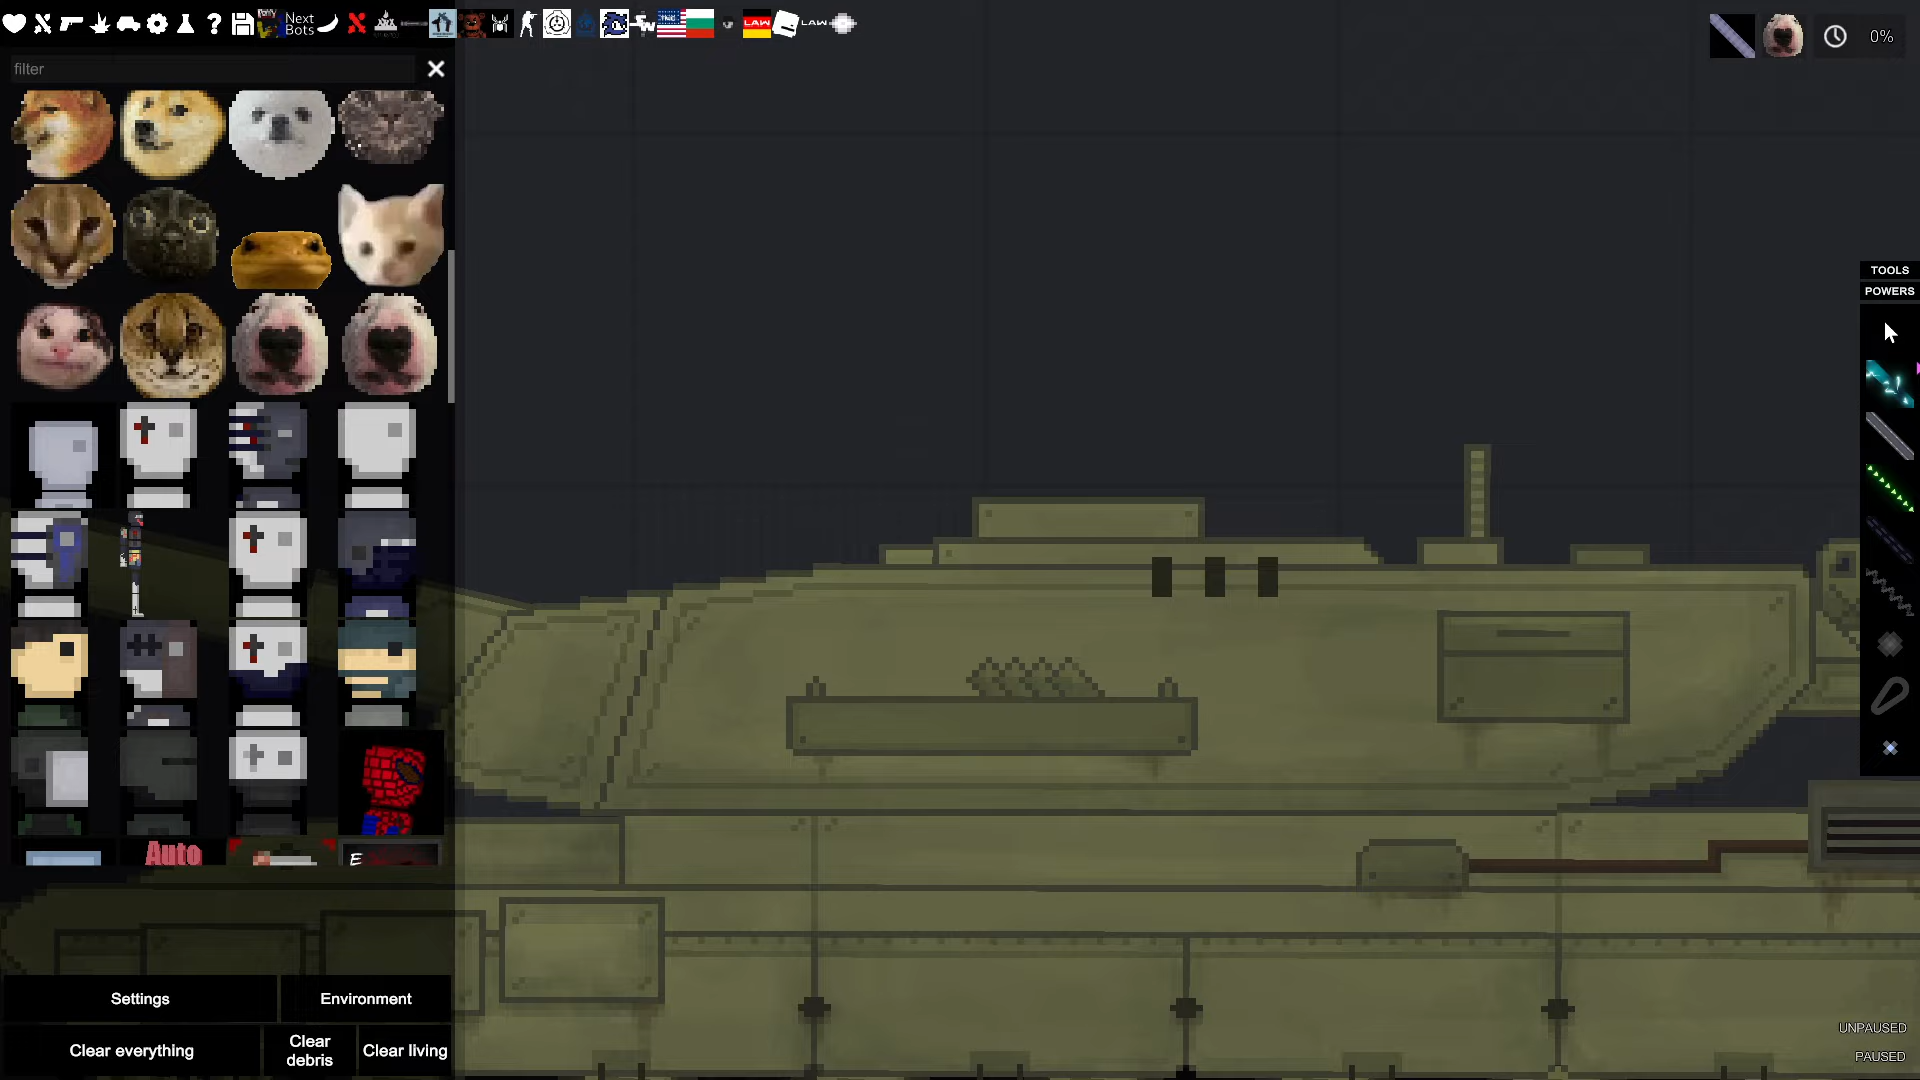 Next
Bots
LAW
LAW
0%
filter
TOOLS
POWERS
Auto
E
Settings
Environment
Clear everything
Clear
debris
Clear living
UNPAUSED
PAUSED